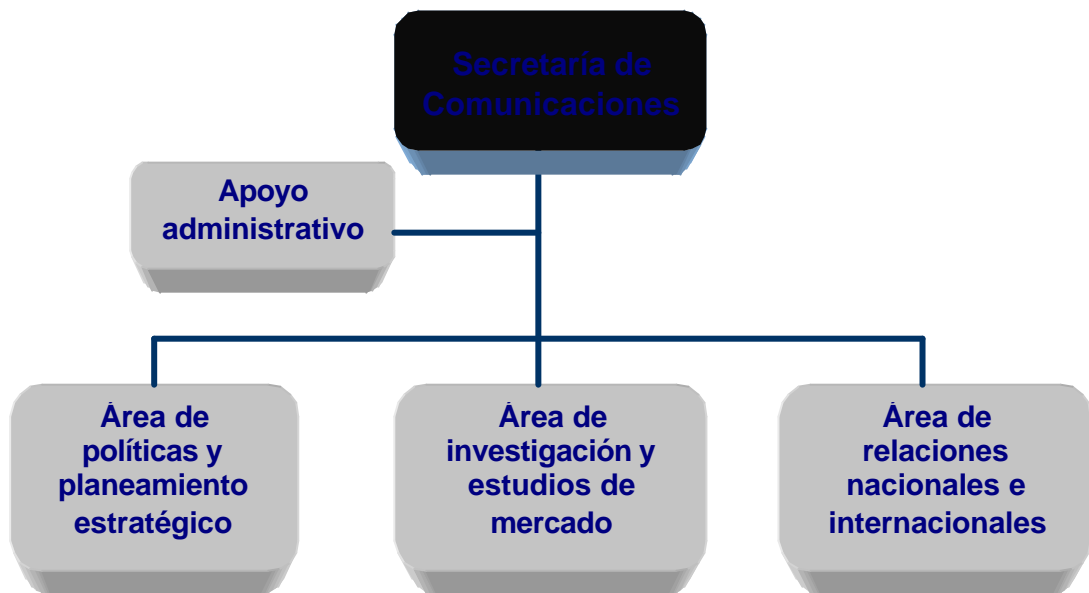 Secretaría de
Comunicaciones
Apoyo
administrativo
Área de
políticas y
planeamiento
estratégico
Área de
investigación y
estudios de
mercado
Área de
relaciones
nacionales e
internacionales